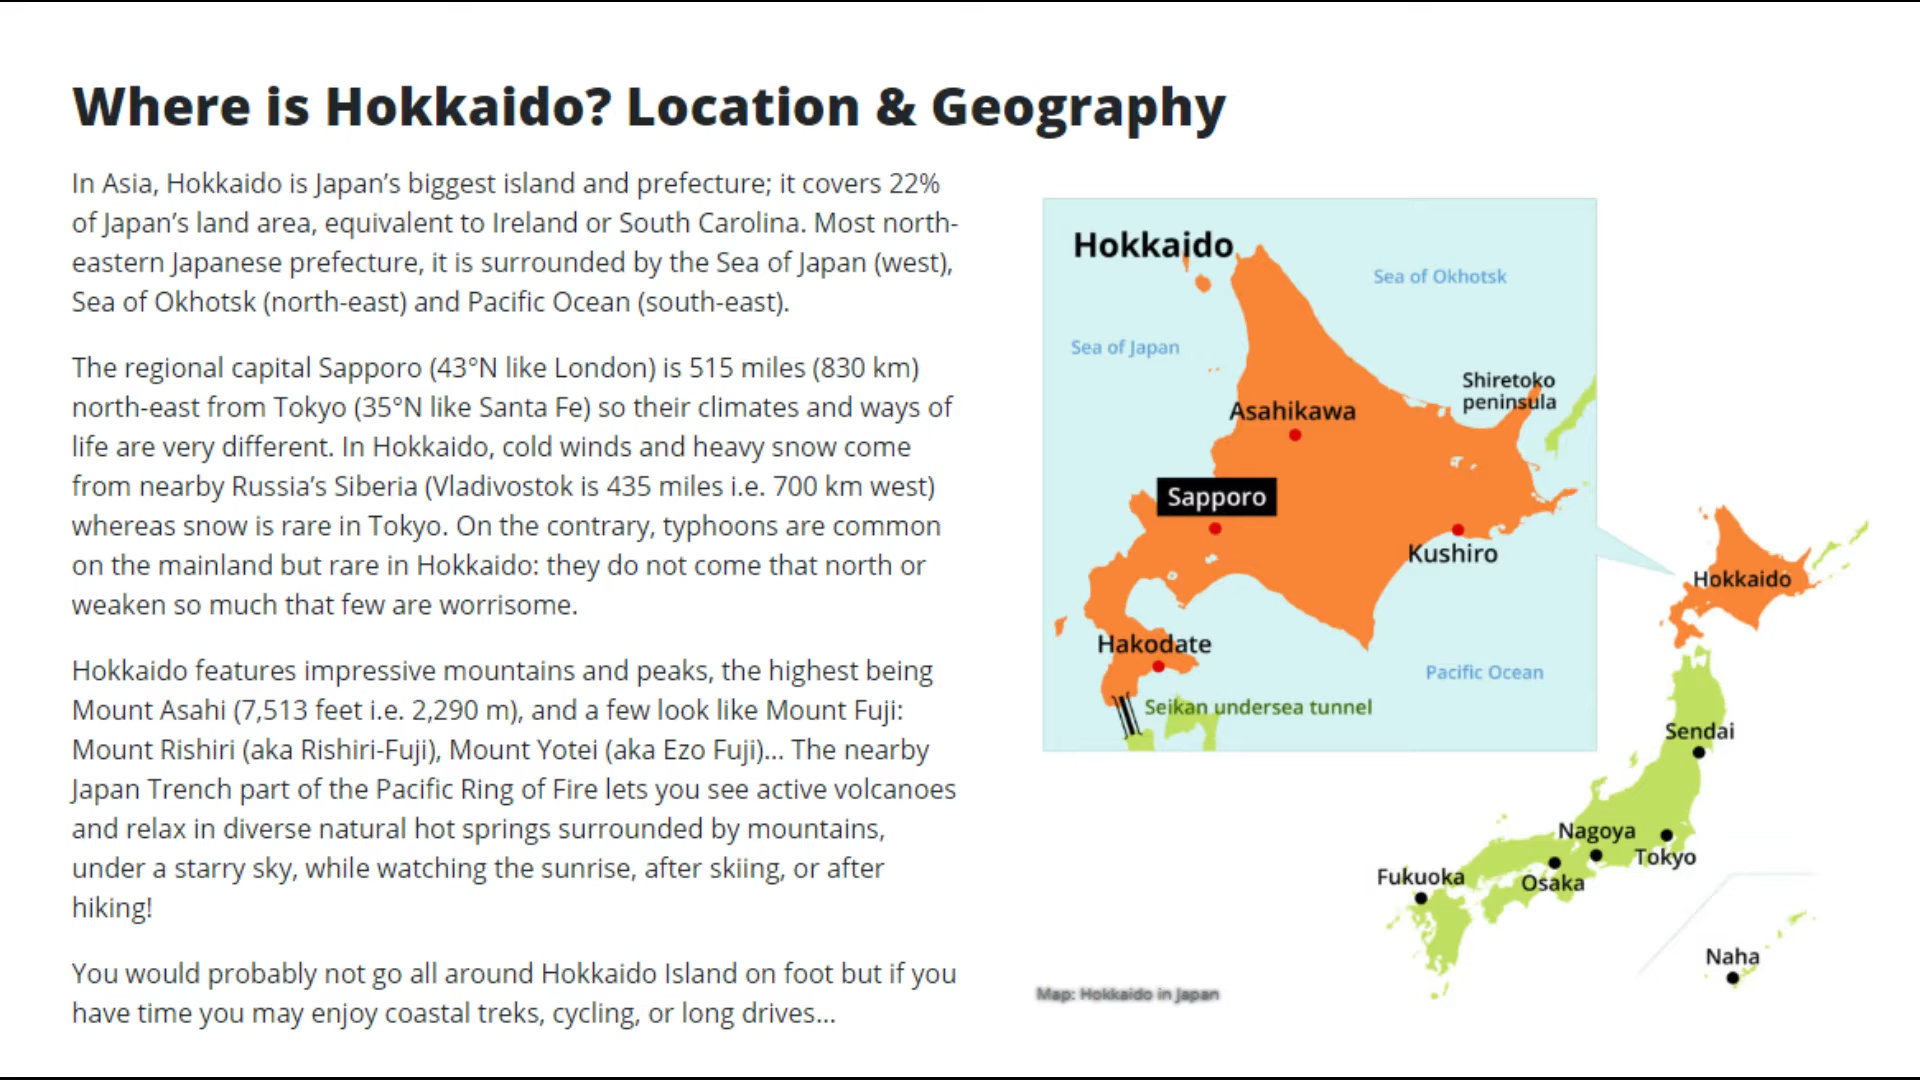 Where is Hokkaido? Location & Geography
In Asia, Hokkaido is Japan’s biggest island and prefecture; it covers 22%
of Japan’s land area, equivalent to Ireland or South Carolina. Most north-
eastern Japanese prefecture, it is surrounded by the Sea of Japan (west),
Sea of Okhotsk (north-east) and Pacific Ocean (south-east).
The regional capital Sapporo (43°N like London) is 515 miles (830 km)
north-east from Tokyo (35°N like Santa Fe) so their climates and ways of
life are very different. In Hokkaido, cold winds and heavy snow come
from nearby Russia’s Siberia (Vladivostok is 435 miles i.e. 700 km west)
whereas snow is rare in Tokyo. On the contrary, typhoons are common
on the mainland but rare in Hokkaido: they do not come that north or
weaken so much that few are worrisome.
Hokkaido features impressive mountains and peaks, the highest being
Mount Asahi (7,513 feet i.e. 2,290 m), and a few look like Mount Fuji:
Mount Rishiri (aka Rishiri-Fuji), Mount Yotei (aka Ezo Fuji)... The nearby
Japan Trench part of the Pacific Ring of Fire lets you see active volcanoes
and relax in diverse natural hot springs surrounded by mountains,
under a starry sky, while watching the sunrise, after skiing, or after
hiking!
You would probably not go all around Hokkaido Island on foot but if you
have time you may enjoy coastal treks, cycling, or long drives...
Hokkaido
Sea of Okhotsk
Sea of Japan
Shiretoko
peninsula
Asahikawa
Sapporo
Kushiro
Hakodate
Pacific Ocean
Seikan undersea tunnel
Hokkaido
Sendai
Nagoya
Tokyo
Fukuoka
Osaka
Naha
Map: Hokkaido in Japan